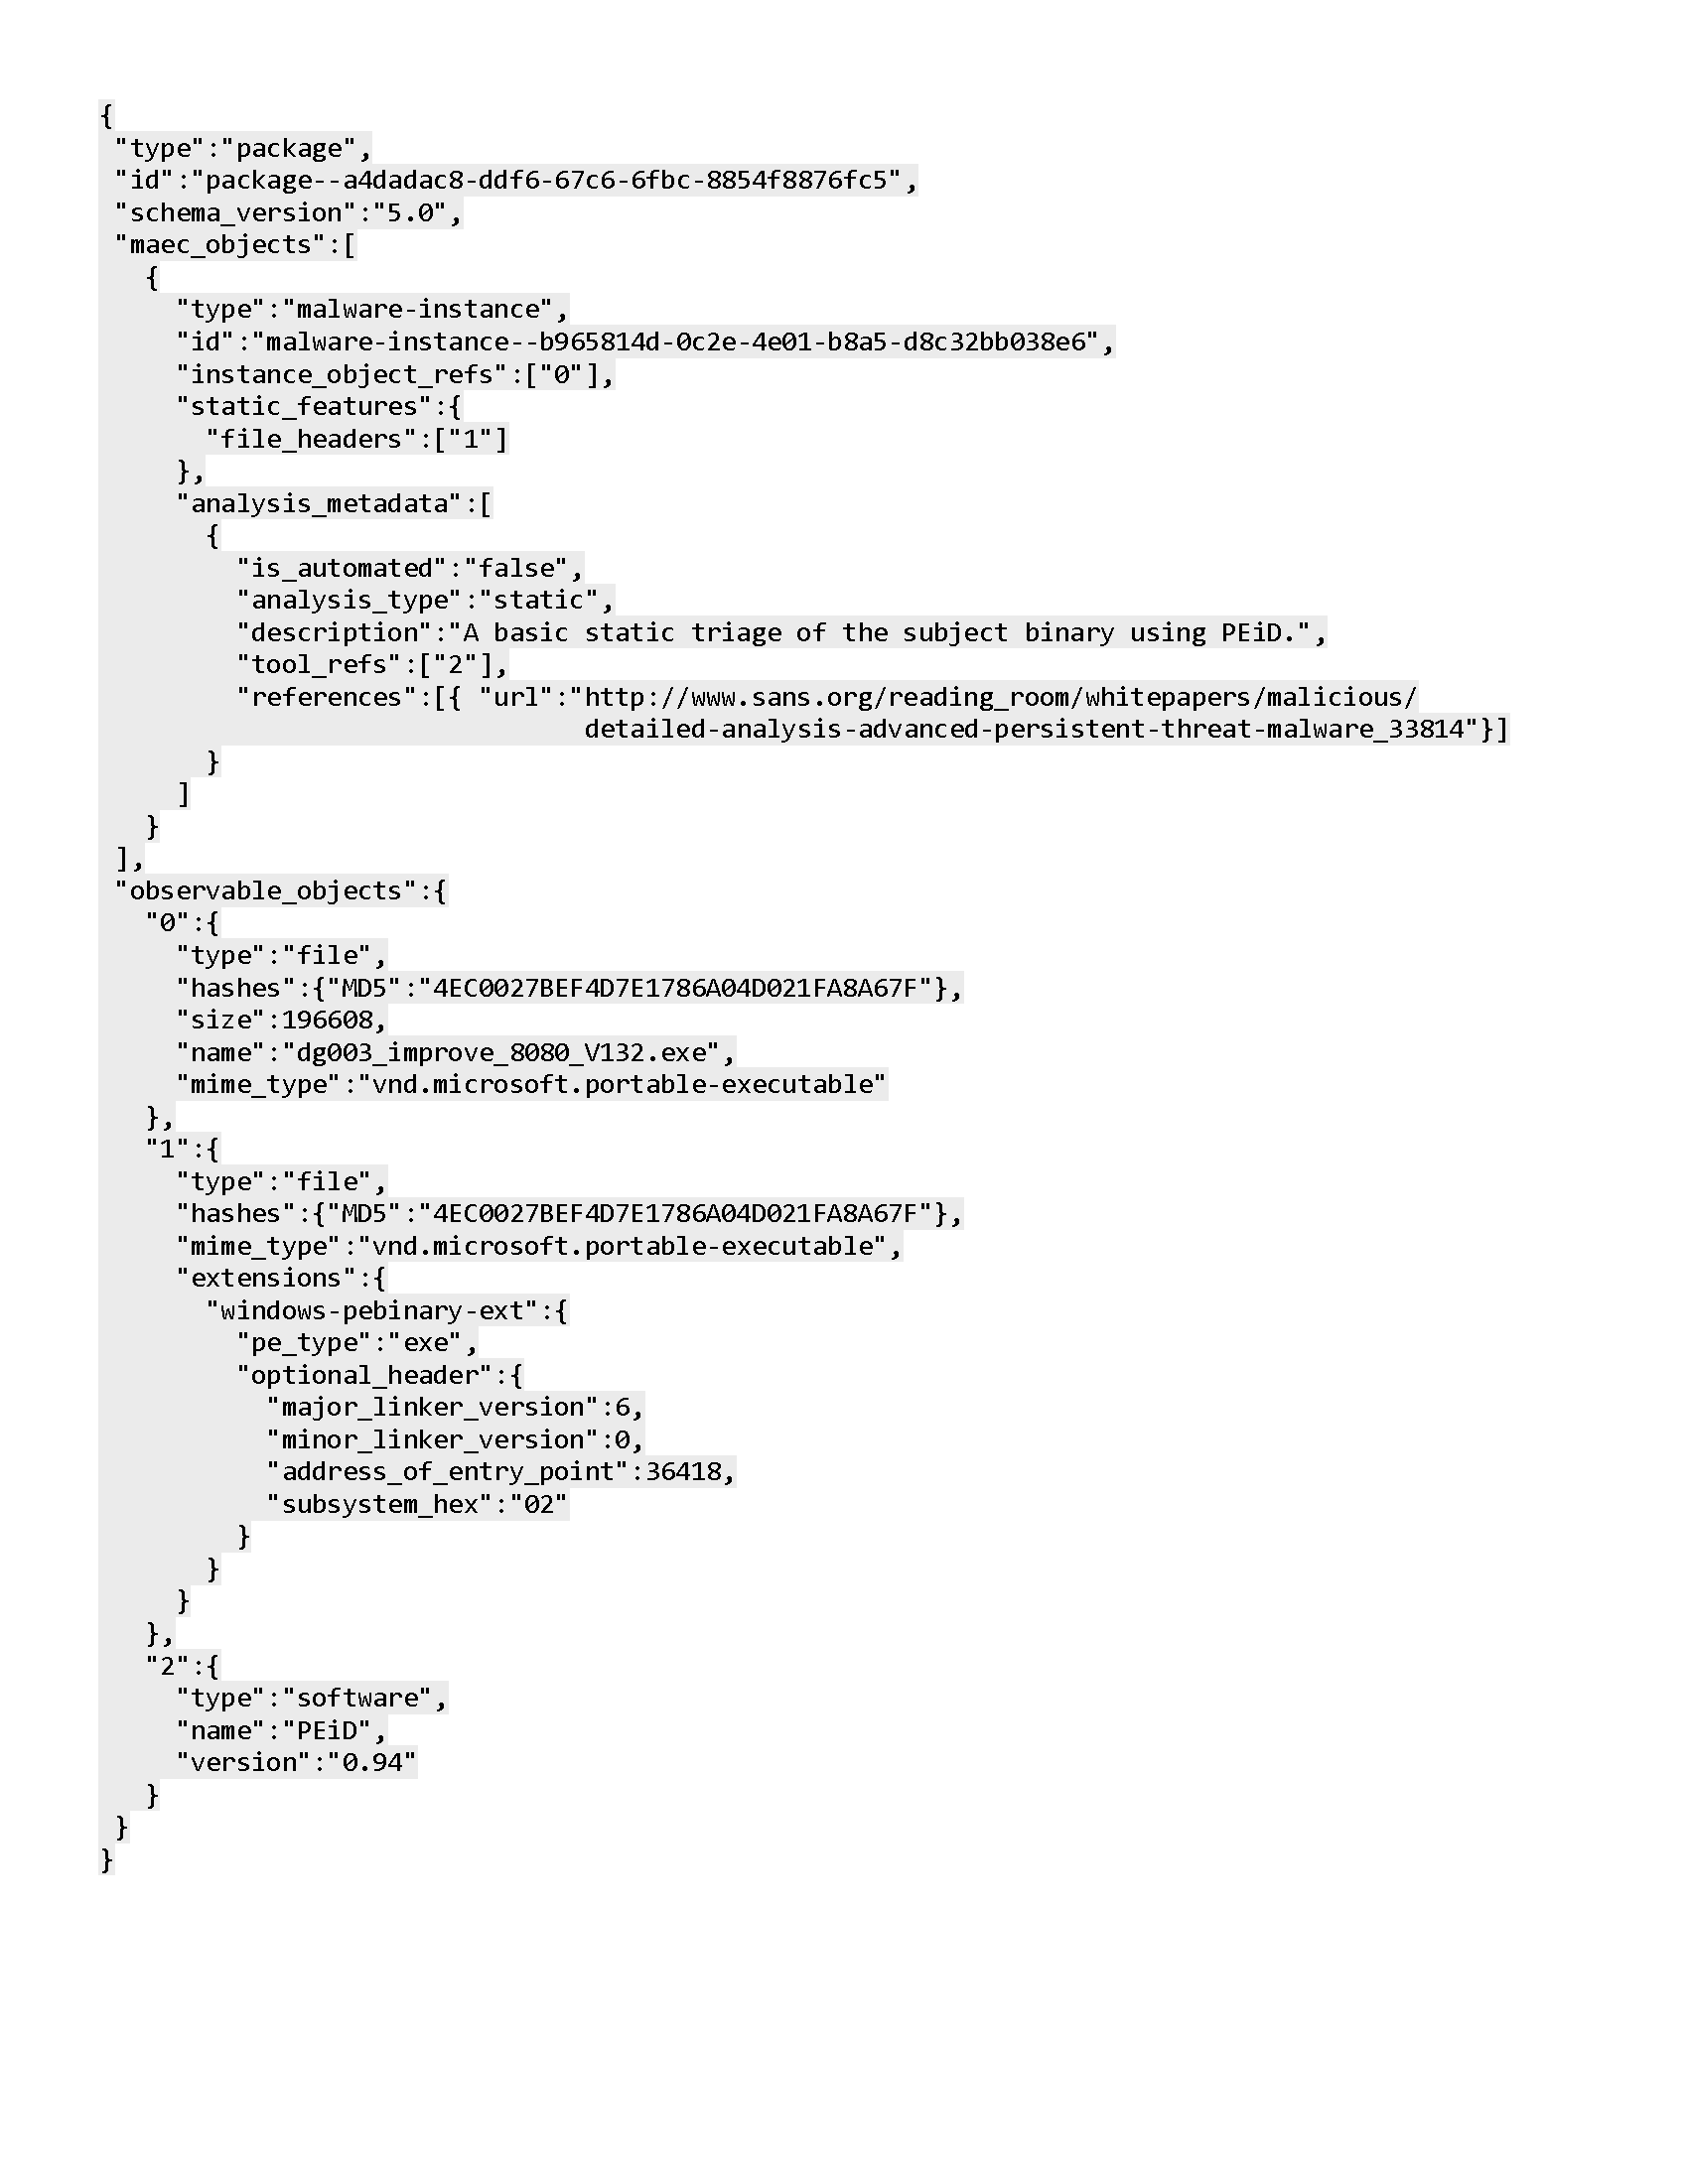 {
 "type":"package",
 "id":"package--a4dadac8-ddf6-67c6-6fbc-8854f8876fc5",
 "schema_version":"5.0",
 "maec_objects":[
   {
     "type":"malware-instance",
     "id":"malware-instance--b965814d-0c2e-4e01-b8a5-d8c32bb038e6",
     "instance_object_refs":["0"],
     "static_features":{
       "file_headers":["1"]
     },
     "analysis_metadata":[
       {
         "is_automated":"false",
         "analysis_type":"static",
         "description":"A basic static triage of the subject binary using PEiD.",
         "tool_refs":["2"],
         "references":[{ "url":"http://www.sans.org/reading_room/whitepapers/malicious/
                                detailed-analysis-advanced-persistent-threat-malware_33814"}]
       }
     ]
   }
 ],
 "observable_objects":{
   "0":{
     "type":"file",
     "hashes":{"MD5":"4EC0027BEF4D7E1786A04D021FA8A67F"},
     "size":196608,
     "name":"dg003_improve_8080_V132.exe",
     "mime_type":"vnd.microsoft.portable-executable"
   },
   "1":{
     "type":"file",
     "hashes":{"MD5":"4EC0027BEF4D7E1786A04D021FA8A67F"},
     "mime_type":"vnd.microsoft.portable-executable",
     "extensions":{
       "windows-pebinary-ext":{
         "pe_type":"exe",
         "optional_header":{
           "major_linker_version":6,
           "minor_linker_version":0,
           "address_of_entry_point":36418,
           "subsystem_hex":"02"
         }
       }
     }
   },
   "2":{
     "type":"software",
     "name":"PEiD",
     "version":"0.94"
   }
 }
}